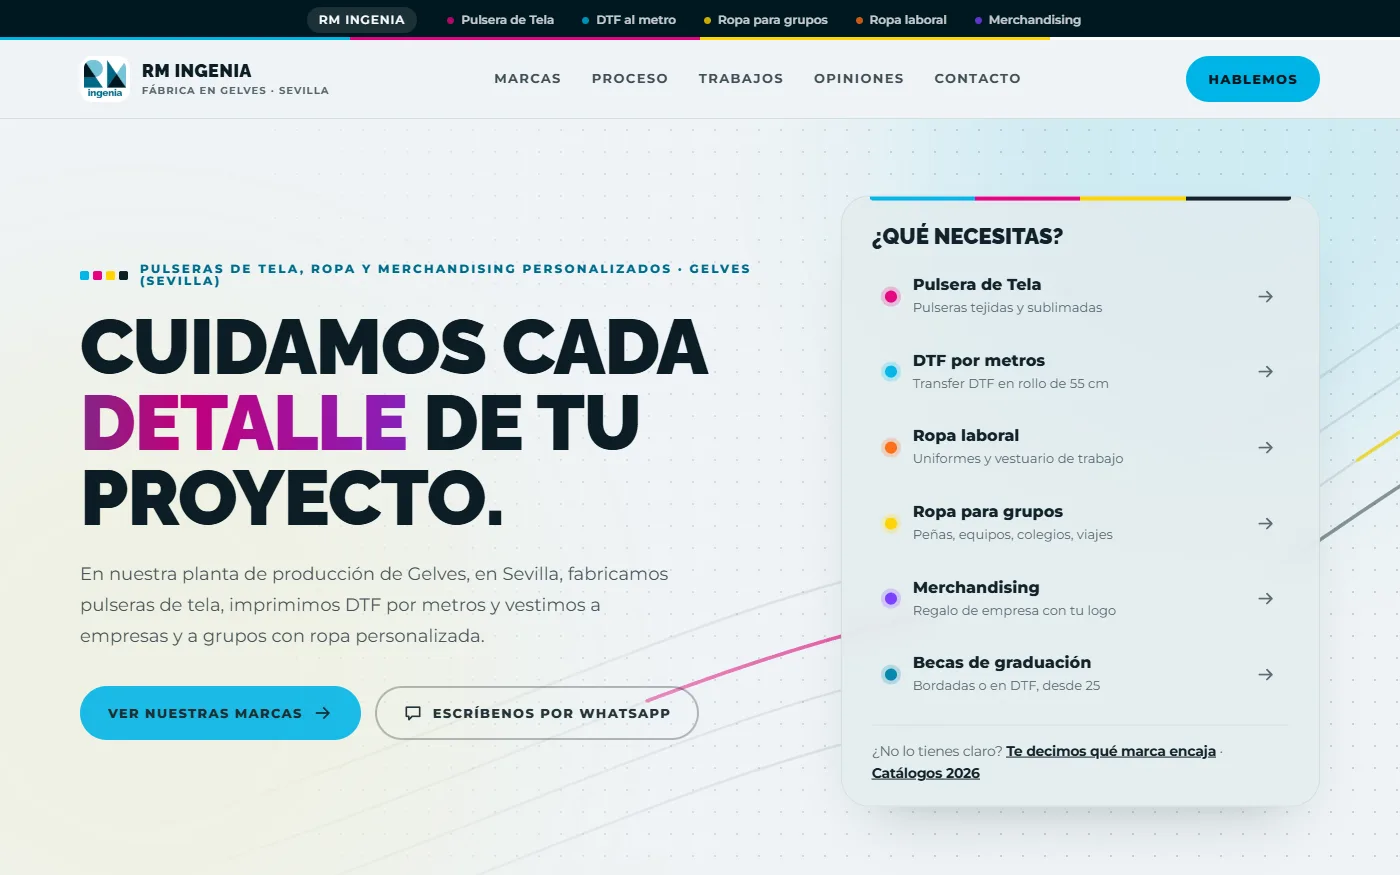 RM INGENIA
Pulsera de Tela
DTF al metro
Ropa para grupos
Ropa laboral
Merchandising
ingenia
RM INGENIA
FÁBRICA EN GELVES · SEVILLA
MARCAS
PROCESO
TRABAJOS
OPINIONES
CONTACTO
HABLEMOS
PULSERAS DE TELA, ROPA Y MERCHANDISING PERSONALIZADOS · GELVES
(SEVILLA)
CUIDAMOS CADA
DETALLE DE TU
PROYECTO.
En nuestra planta de producción de Gelves, en Sevilla, fabricamos
pulseras de tela, imprimimos DTF por metros y vestimos a
empresas y a grupos con ropa personalizada.
VER NUESTRAS MARCAS
ESCRÍBENOS POR WHATSAPP
¿QUÉ NECESITAS?
Pulsera de Tela
Pulseras tejidas y sublimadas
DTF por metros
Transfer DTF en rollo de 55 cm
Ropa laboral
Uniformes y vestuario de trabajo
Ropa para grupos
Peñas, equipos, colegios, viajes
Merchandising
Regalo de empresa con tu logo
Becas de graduación
Bordadas o en DTF, desde 25
¿No lo tienes claro? Te decimos qué marca encaja ·
Catálogos 2026